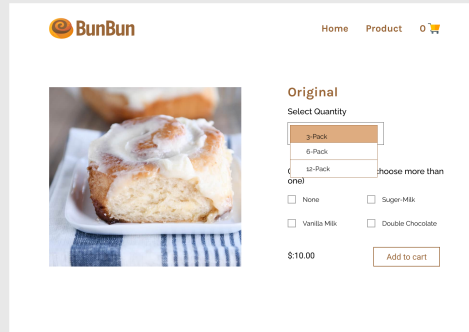 BunBun
Home Product 0
Original
Select Quantity
3-Pack
6-Pack
12-Pack
choose more than
one)
None Suger-Milk
Vanilla Milk Double Chocolate
$:10.00 Add to cart